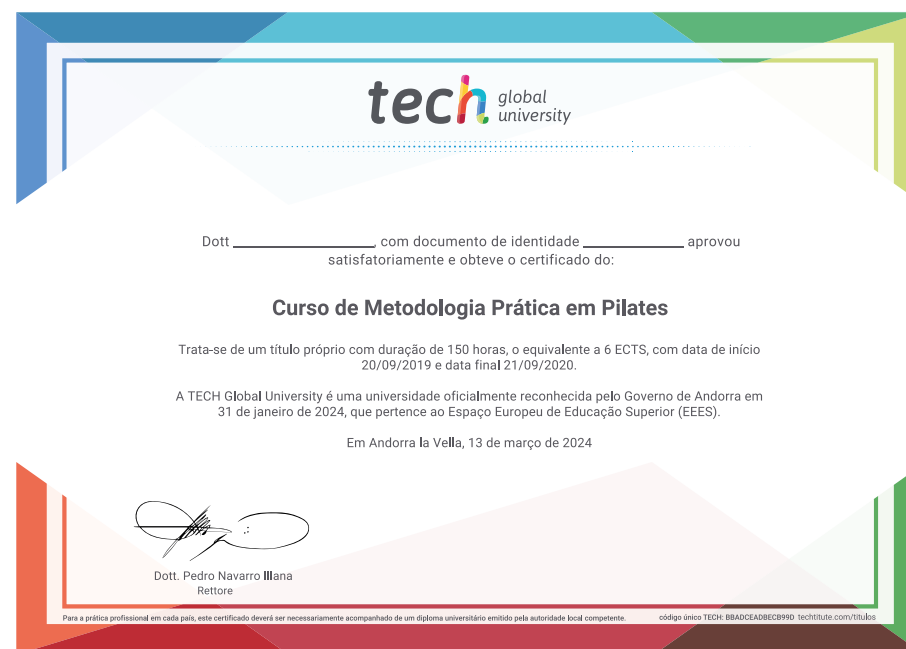 tech global university
Dott ____________________, com documento de identidade ______________ aprovou
satisfatoriamente e obteve o certificado do:
Curso de Metodologia Prática em Pilates
Trata-se de um título próprio com duração de 150 horas, o equivalente a 6 ECTS, com data de início
20/09/2019 e data final 21/09/2020.
A TECH Global University é uma universidade oficialmente reconhecida pelo Governo de Andorra em
31 de janeiro de 2024, que pertence ao Espaço Europeu de Educação Superior (EEES).
Em Andorra la Vella, 13 de março de 2024
Dott. Pedro Navarro Illana
Rettore
Para a prática profissional em cada país, este certificado deverá ser necessariamente acompanhado de um diploma universitário emitido pela autoridade local competente.
código único TECH: BBADCEADBECB99D techtitute.com/titulos